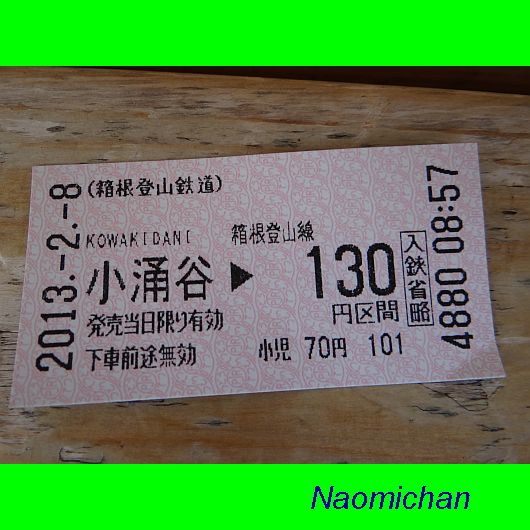 2013.-2.-8
(箱根登山鉄道)
KOWAKIDANI 箱根登山線
小涌谷▶130
円区間
入鉄省略
発売当日限り有効
下車前途無効
小児 70円 101
4880 08:57
Naomichan